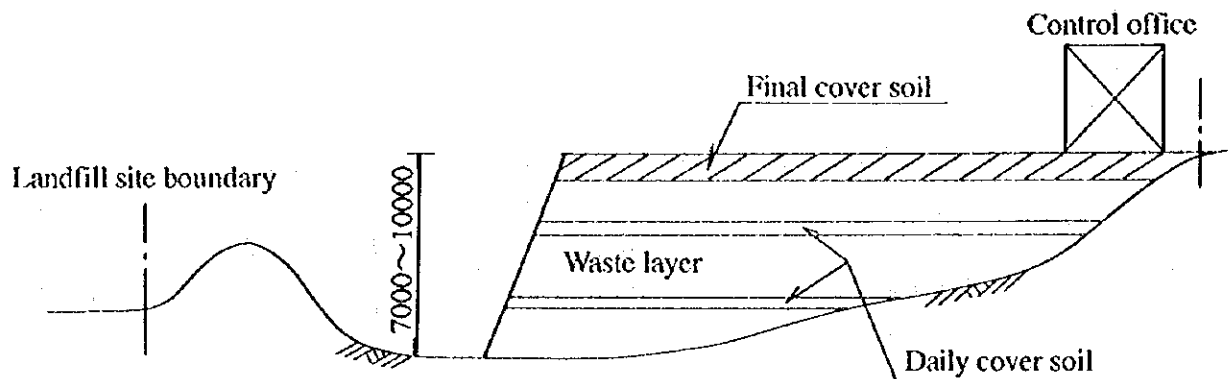 Control office
Final cover soil
Landfill site boundary
7000～10000
Waste layer
Daily cover soil